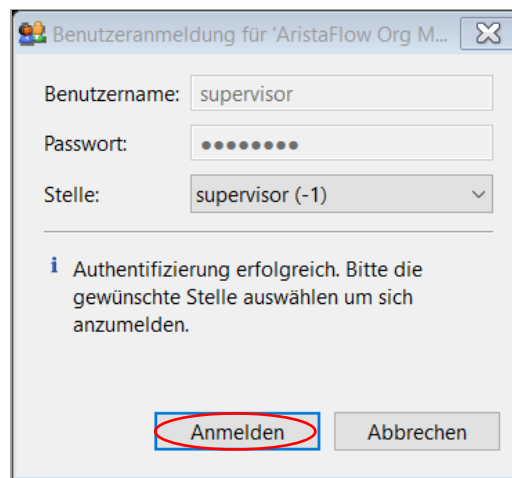 Benutzeranmeldung für 'AristaFlow Org M...
Benutzername: supervisor
Passwort: ●●●●●●●●
Stelle: supervisor (-1)
i Authentifizierung erfolgreich. Bitte die
gewünschte Stelle auswählen um sich
anzumelden.
Anmelden Abbrechen